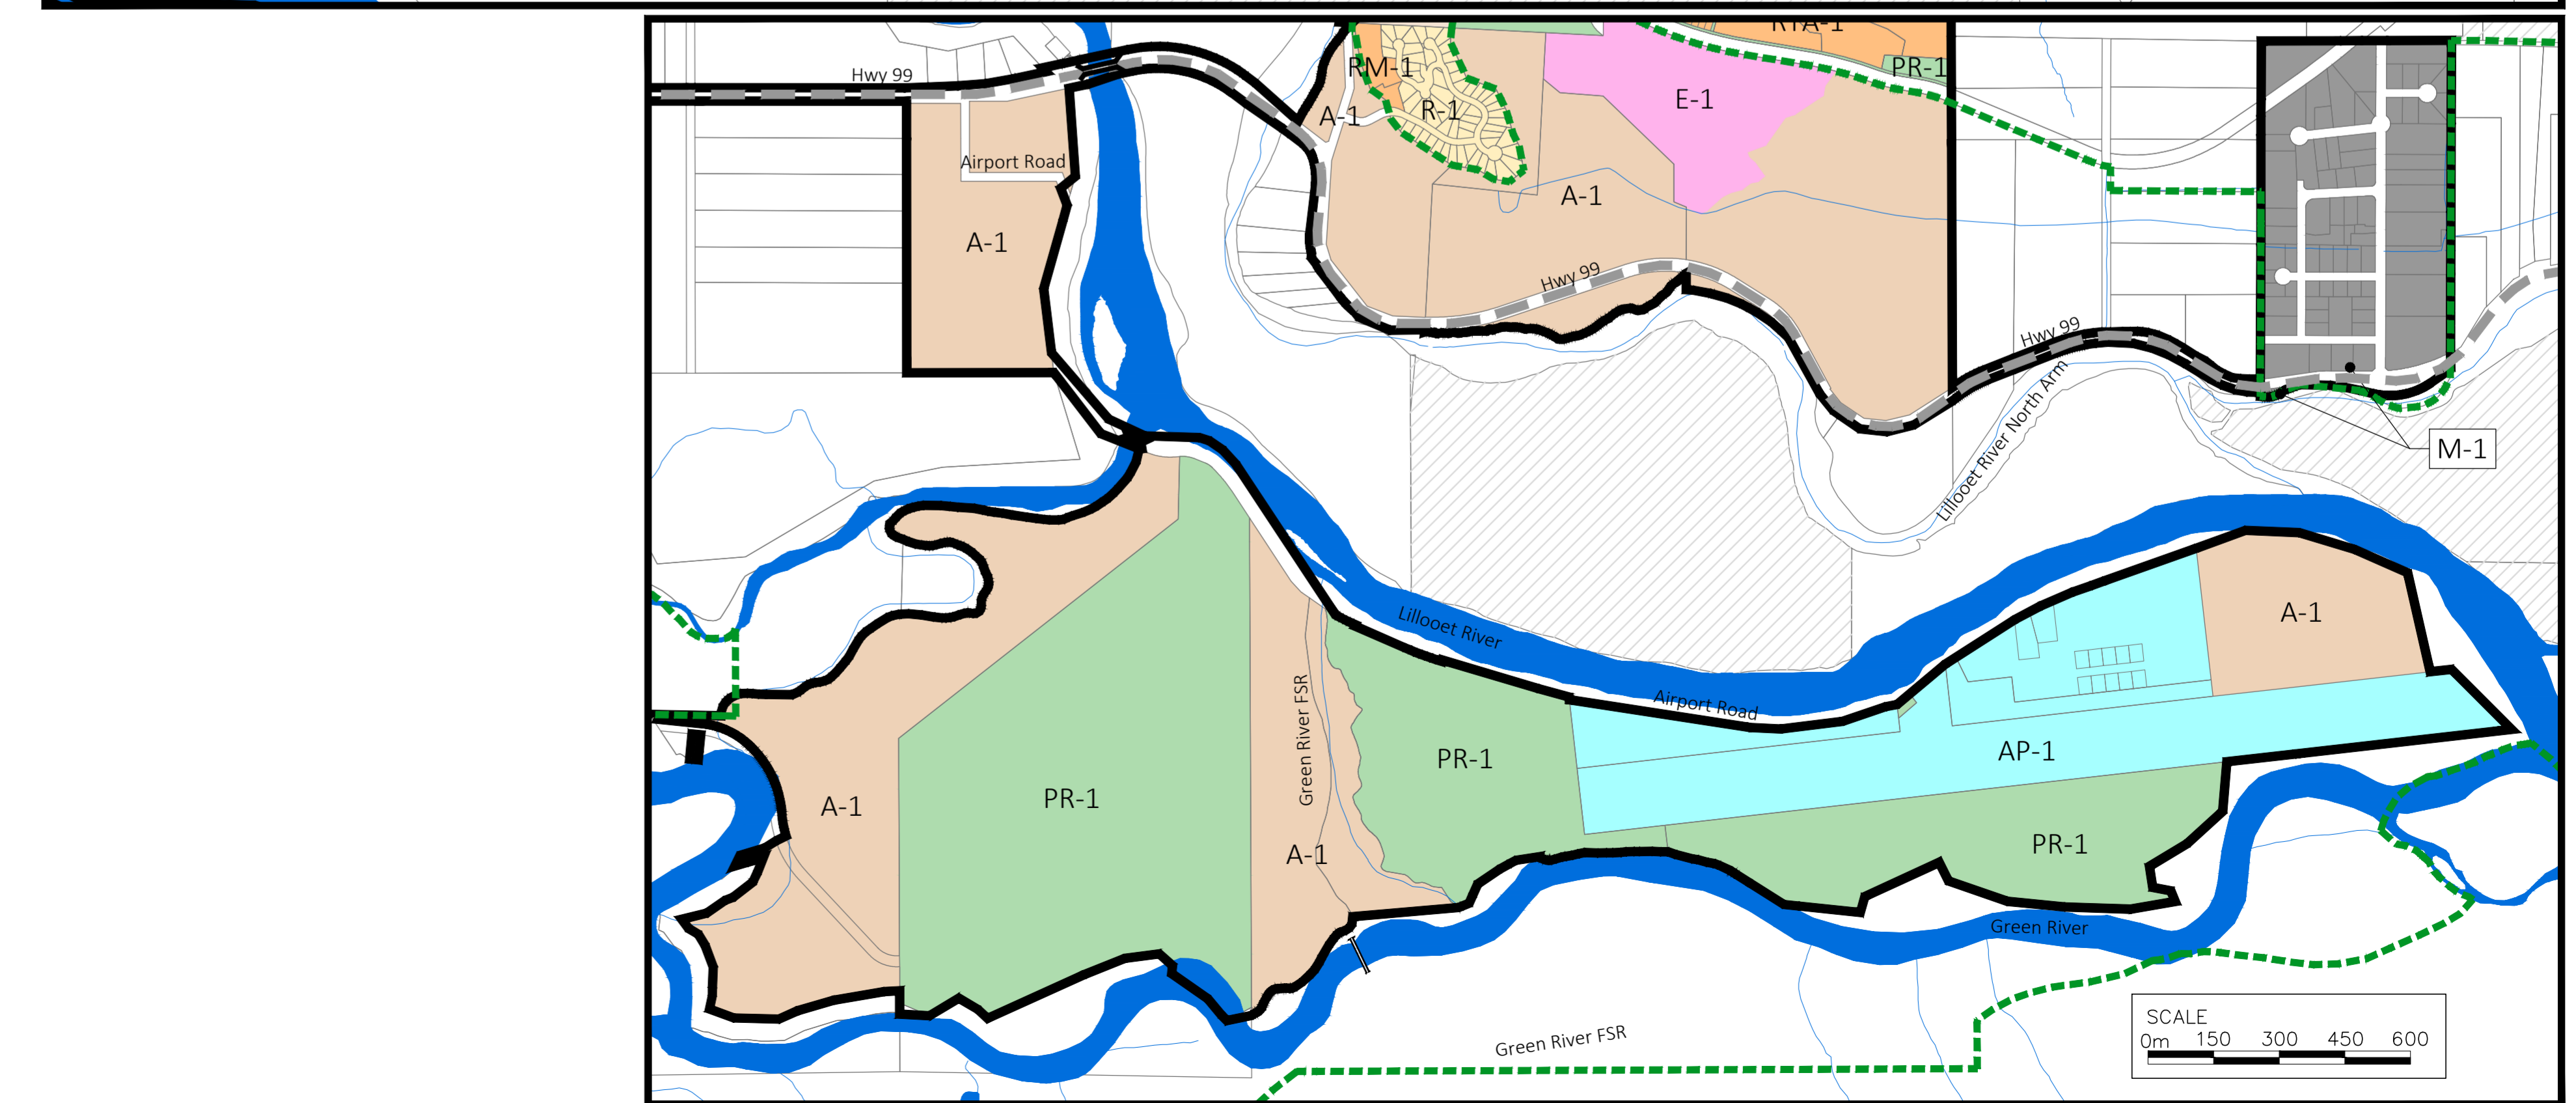 RTA-1
Hwy 99
RM-1
PR-1
E-1
A-1
R-1
Airport Road
A-1
A-1
Hwy 99
Hwy 99
Lillooet River North Arm
M-1
Lillooet River
A-1
Green River FSR
Airport Road
PR-1
AP-1
A-1
PR-1
A-1
PR-1
Green River
SCALE
0m 150 300 450 600
Green River FSR